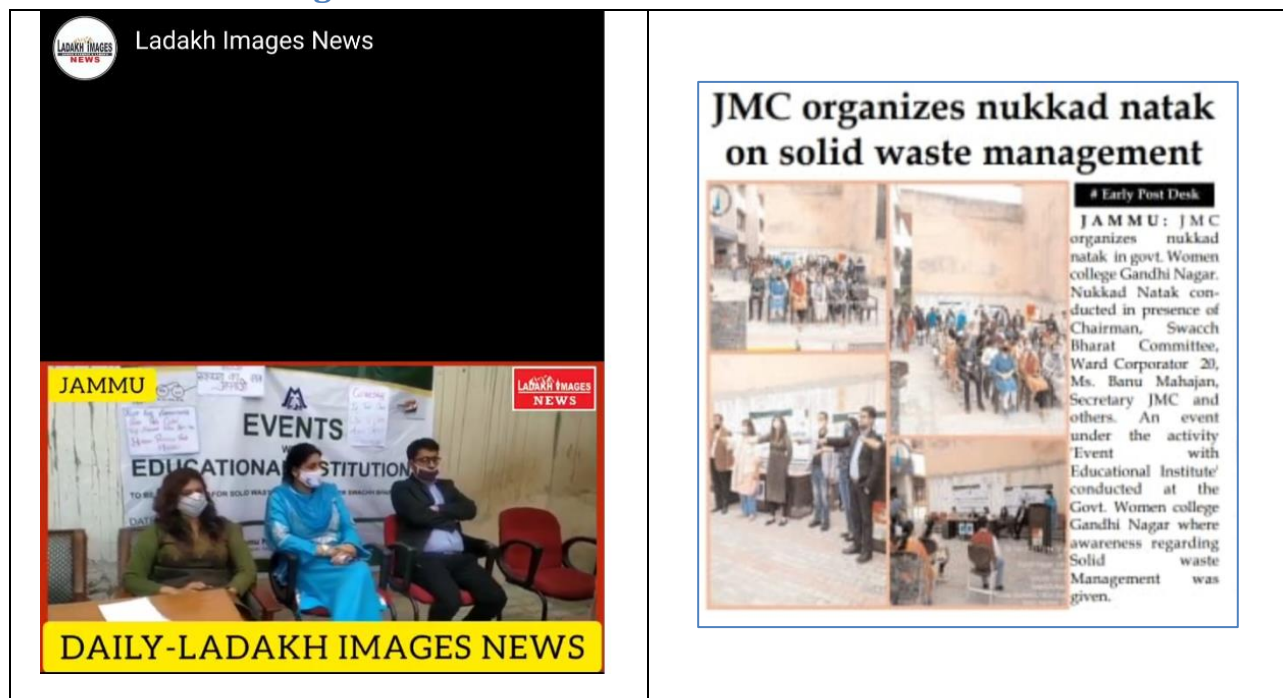 LADAKH IMAGES
NEWS
Ladakh Images News
JAMMU
LADAKH IMAGES
NEWS
EVENTS
EDUCATIONAL INSTITUTION
DAILY-LADAKH IMAGES NEWS
JMC organizes nukkad natak
on solid waste management
# Early Post Desk
JAMMU: JMC
organizes nukkad
natak in govt. Women
college Gandhi Nagar.
Nukkad Natak con-
ducted in presence of
Chairman, Swacch
Bharat Committee,
Ward Corporator 20,
Ms. Banu Mahajan,
Secretary JMC and
others. An event
under the activity
'Event with
Educational Institute'
conducted at the
Govt. Women college
Gandhi Nagar where
awareness regarding
Solid waste
Management was
given.